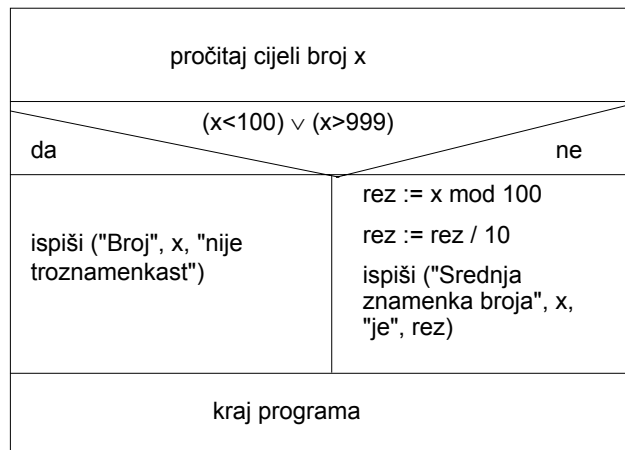 pročitaj cijeli broj x
(x<100) ∨ (x>999)
da
ne
ispiši ("Broj", x, "nije
troznamenkast")
rez := x mod 100
rez := rez / 10
ispiši ("Srednja
znamenka broja", x,
"je", rez)
kraj programa